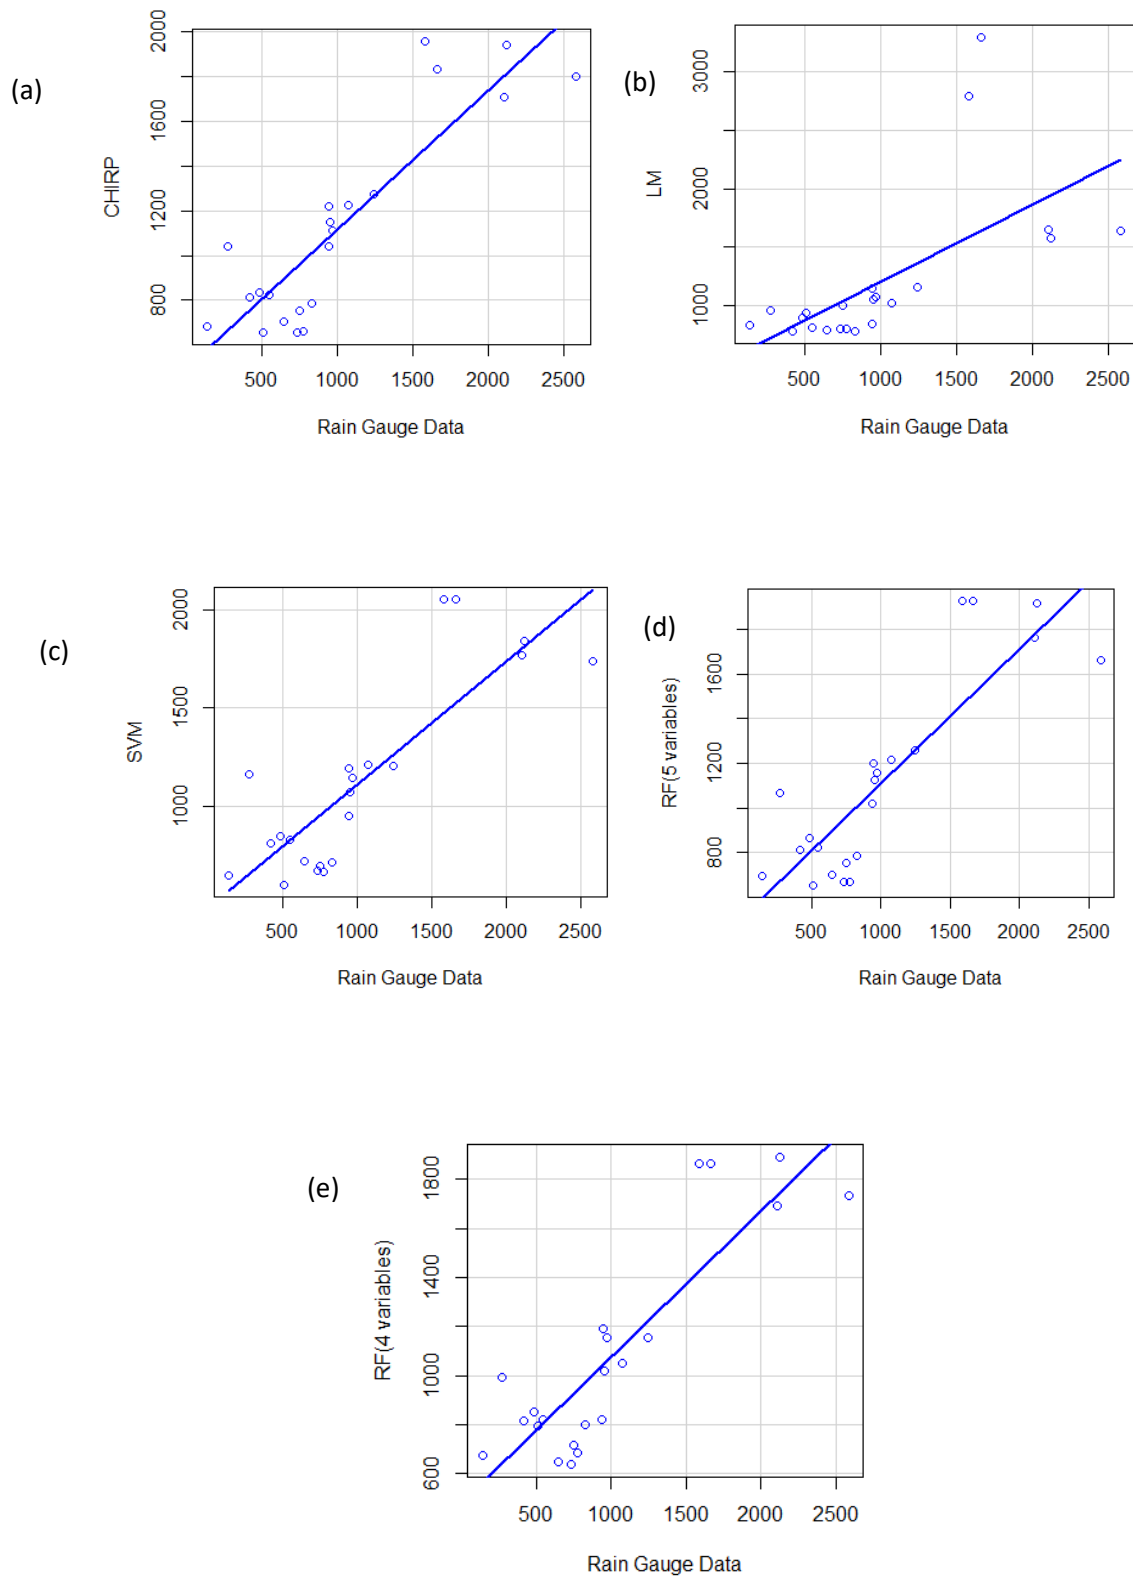 (a)
CHIRP
2000
1600
1200
800
500 1000 1500 2000 2500
Rain Gauge Data
(b)
LM
3000
2000
1000
500 1000 1500 2000 2500
Rain Gauge Data
(c)
SVM
2000
1500
1000
500 1000 1500 2000 2500
Rain Gauge Data
(d)
RF(5 variables)
1600
1200
800
500 1000 1500 2000 2500
Rain Gauge Data
(e)
RF(4 variables)
1800
1400
1000
600
500 1000 1500 2000 2500
Rain Gauge Data